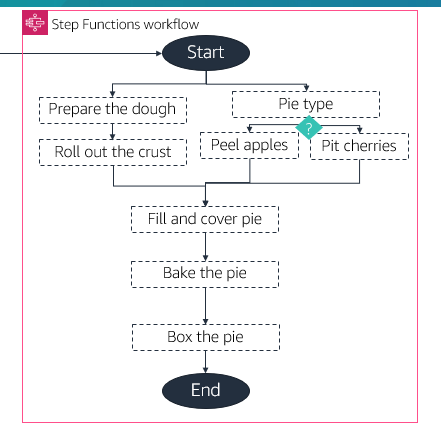 Step Functions workflow
Start
Prepare the dough
Pie type
?
Roll out the crust
Peel apples
Pit cherries
Fill and cover pie
Bake the pie
Box the pie
End